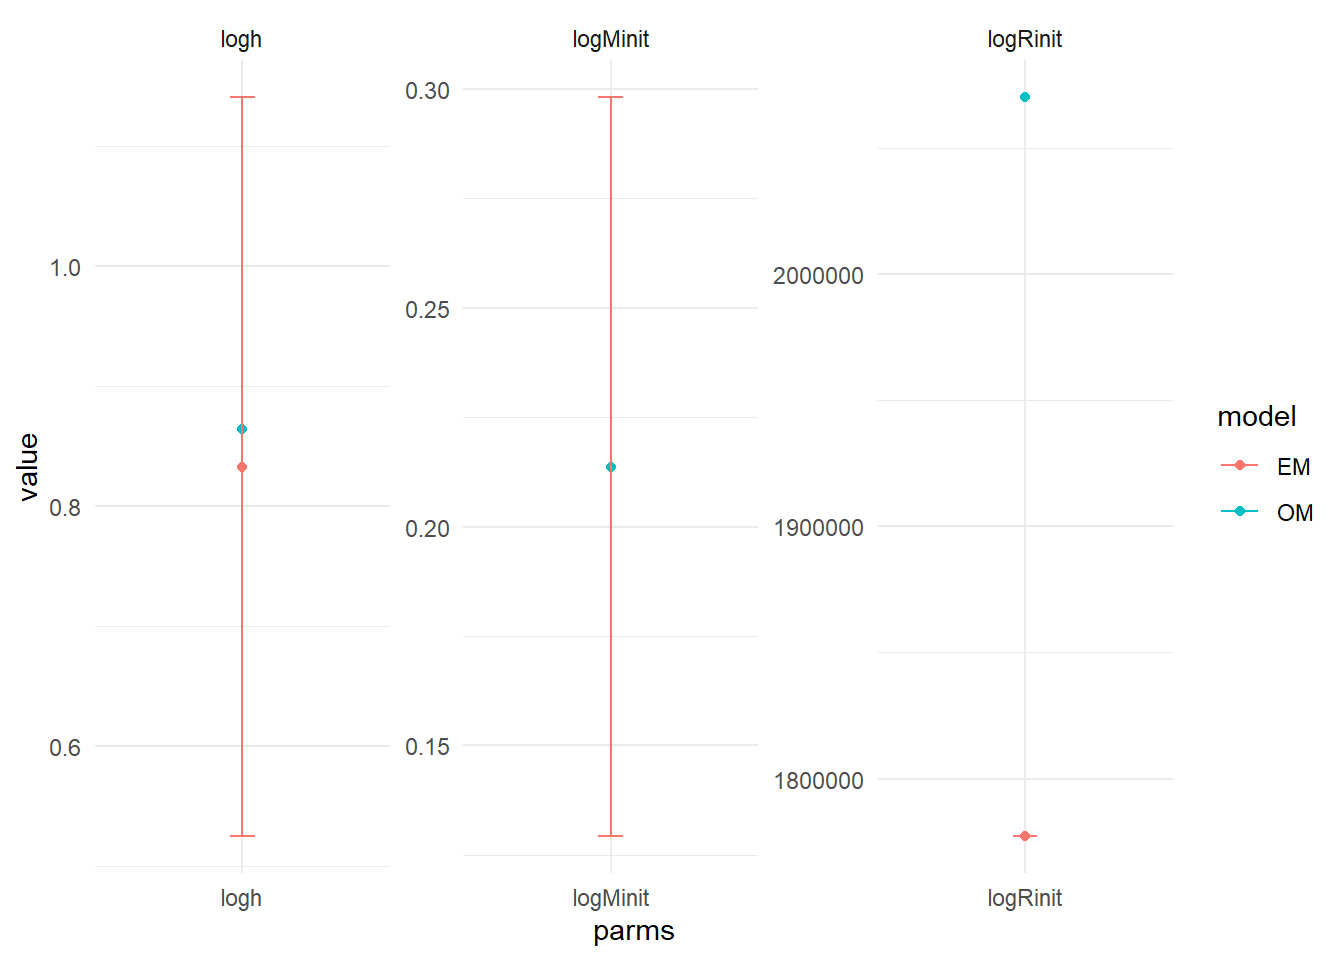 logh
logMinit
logRinit
value
1.0
0.8
0.6
0.30
0.25
0.20
0.15
2000000
1900000
1800000
logh
logMinit
logRinit
parms
model
EM
OM